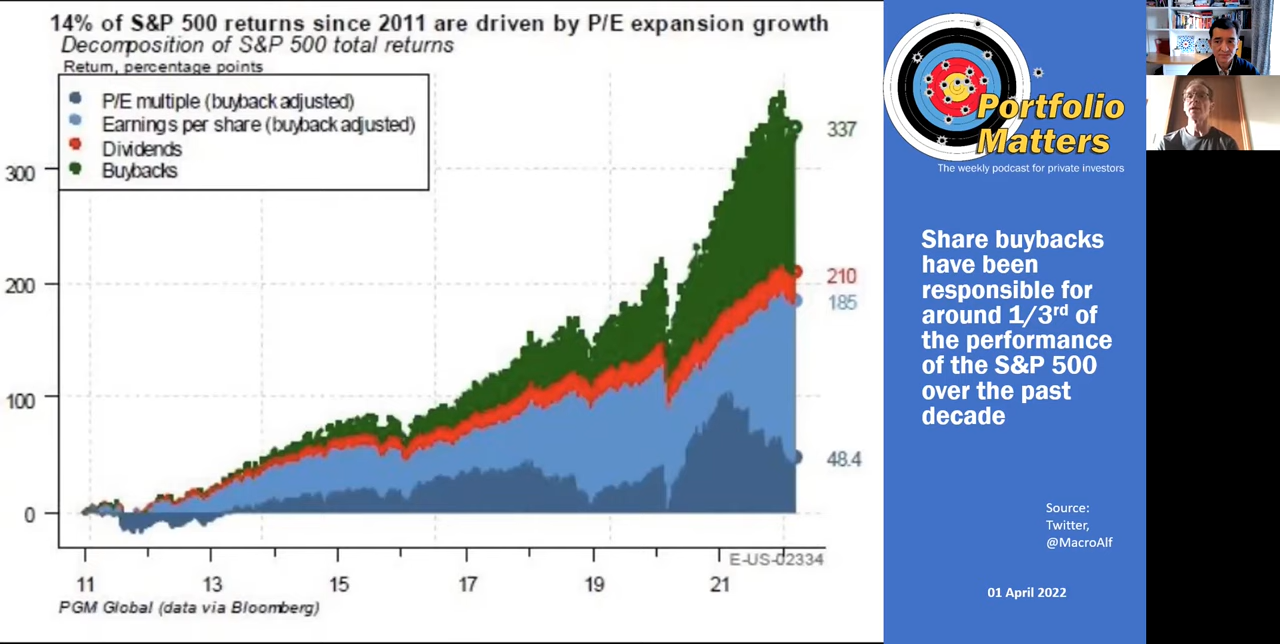 14% of S&P 500 returns since 2011 are driven by P/E expansion growth
Decomposition of S&P 500 total returns
Return, percentage points
P/E multiple (buyback adjusted)
Earnings per share (buyback adjusted)
Dividends
Buybacks
300
200
100
0
337
210
185
48.4
E-US-02334
11
13
15
17
19
21
PGM Global (data via Bloomberg)
Portfolio
Matters
The weekly podcast for private investors
Share buybacks
have been
responsible for
around 1/3rd of
the performance
of the S&P 500
over the past
decade
Source:
Twitter,
@MacroAlf
01 April 2022